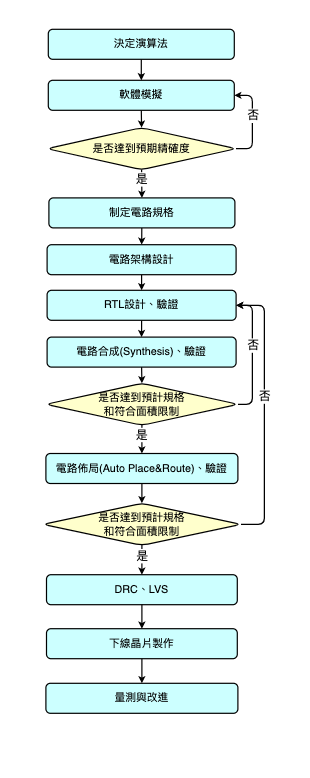 決定演算法
軟體模擬
否
是否達到預期精確度
是
制定電路規格
電路架構設計
RTL設計、驗證
電路合成(Synthesis)、驗證
否
否
是否達到預計規格
和符合面積限制
是
電路佈局(Auto Place&Route)、驗證
是否達到預計規格
和符合面積限制
是
DRC、LVS
下線晶片製作
量測與改進